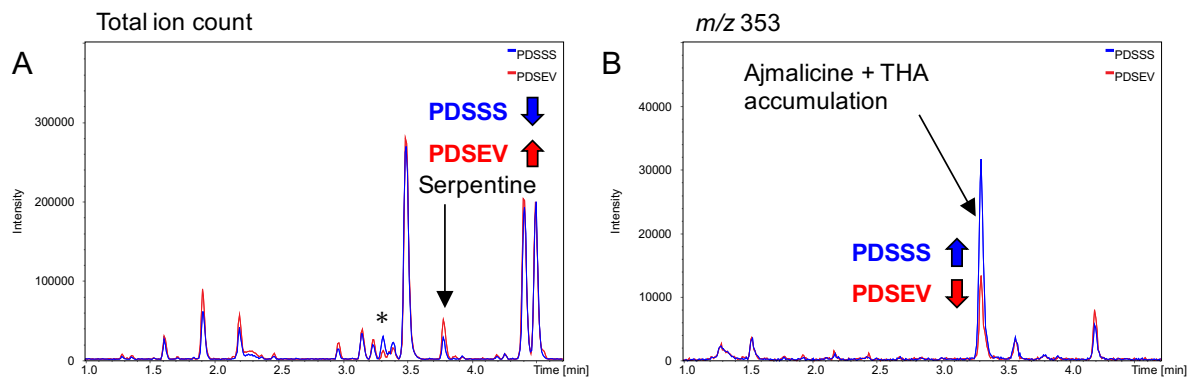 Total ion count
A
PDSSS
PDSEV
PDSSS
PDSEV
Serpentine
*
Intensity
300000
200000
100000
0
1.0 1.5 2.0 2.5 3.0 3.5 4.0 Time [min]
m/z 353
B
PDSSS
PDSEV
Ajmalicine + THA
accumulation
PDSSS
PDSEV
Intensity
40000
30000
20000
10000
0
1.0 1.5 2.0 2.5 3.0 3.5 4.0 Time [min]